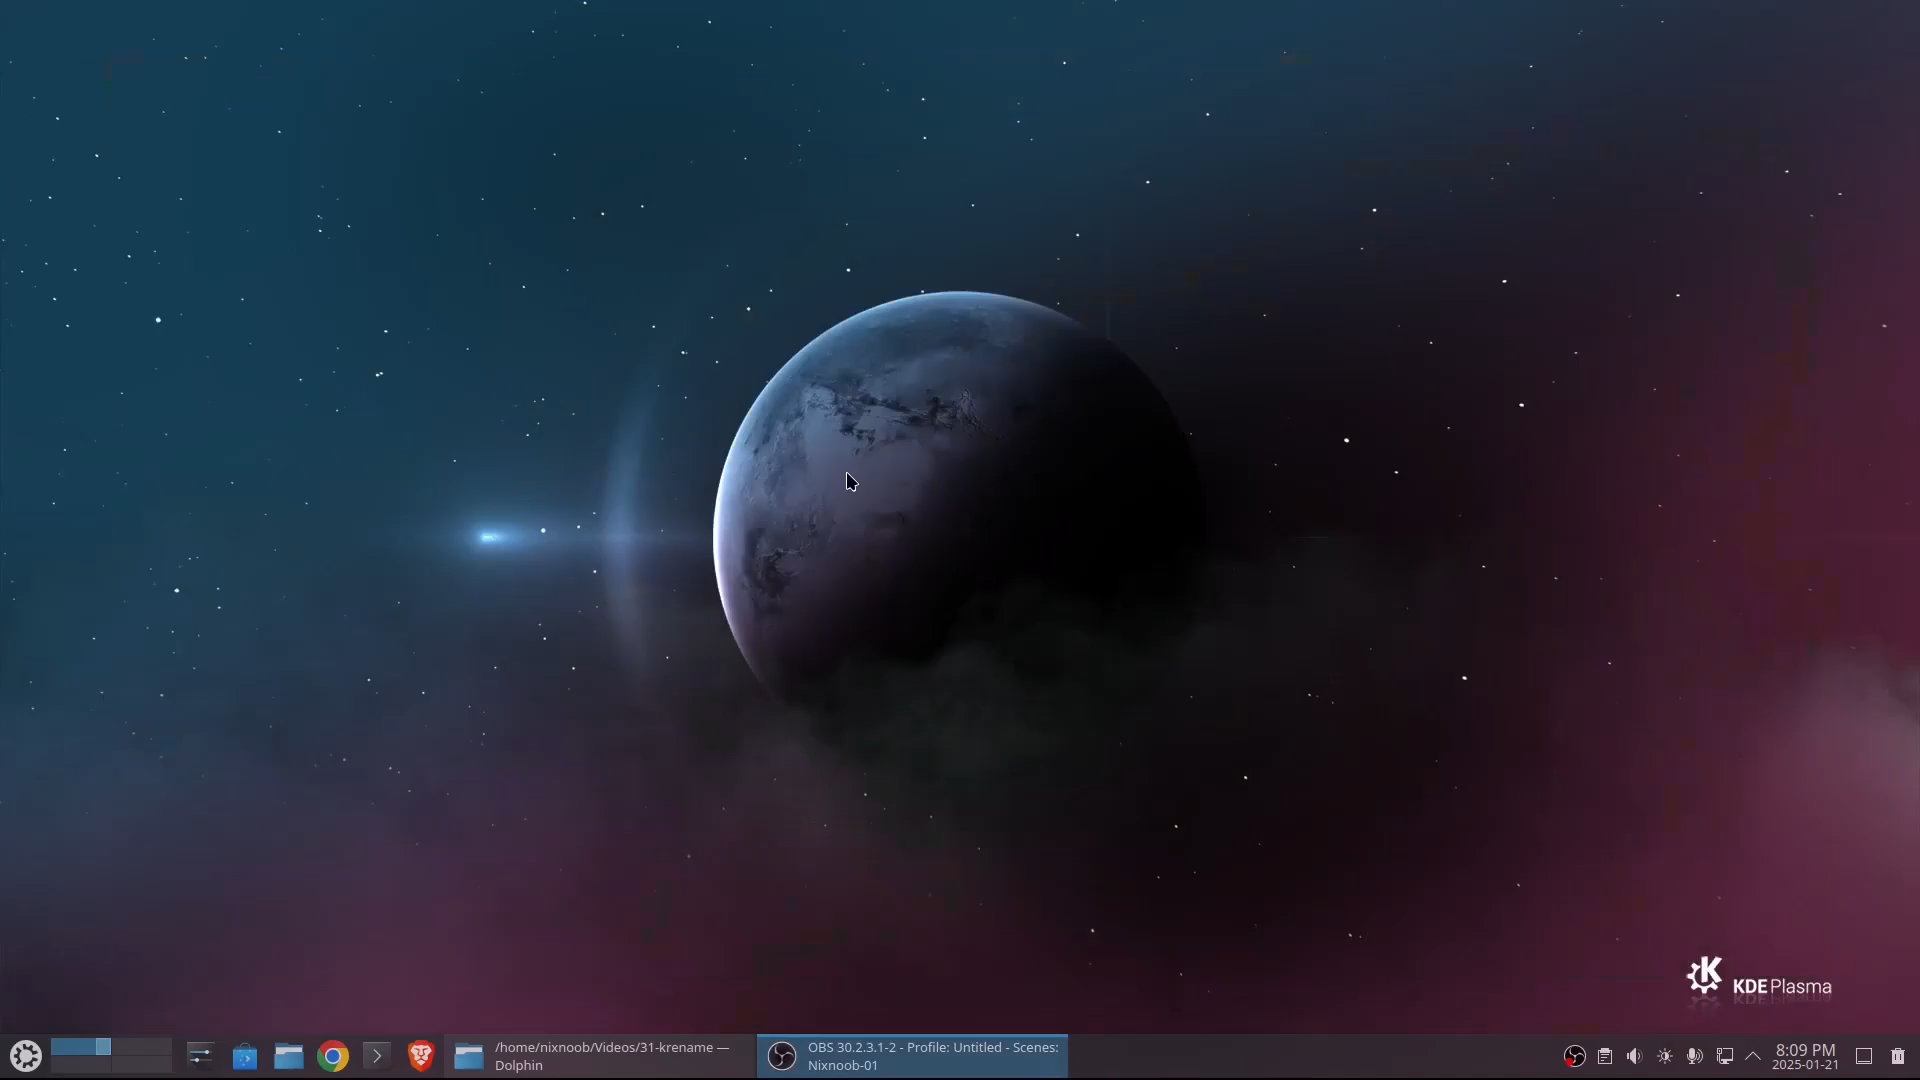 KDE Plasma
/home/nixnoob/Videos/31-krename —
Dolphin
OBS 30.2.3.1-2 - Profile: Untitled - Scenes:
Nixnoob-01
8:09 PM
2025-01-21